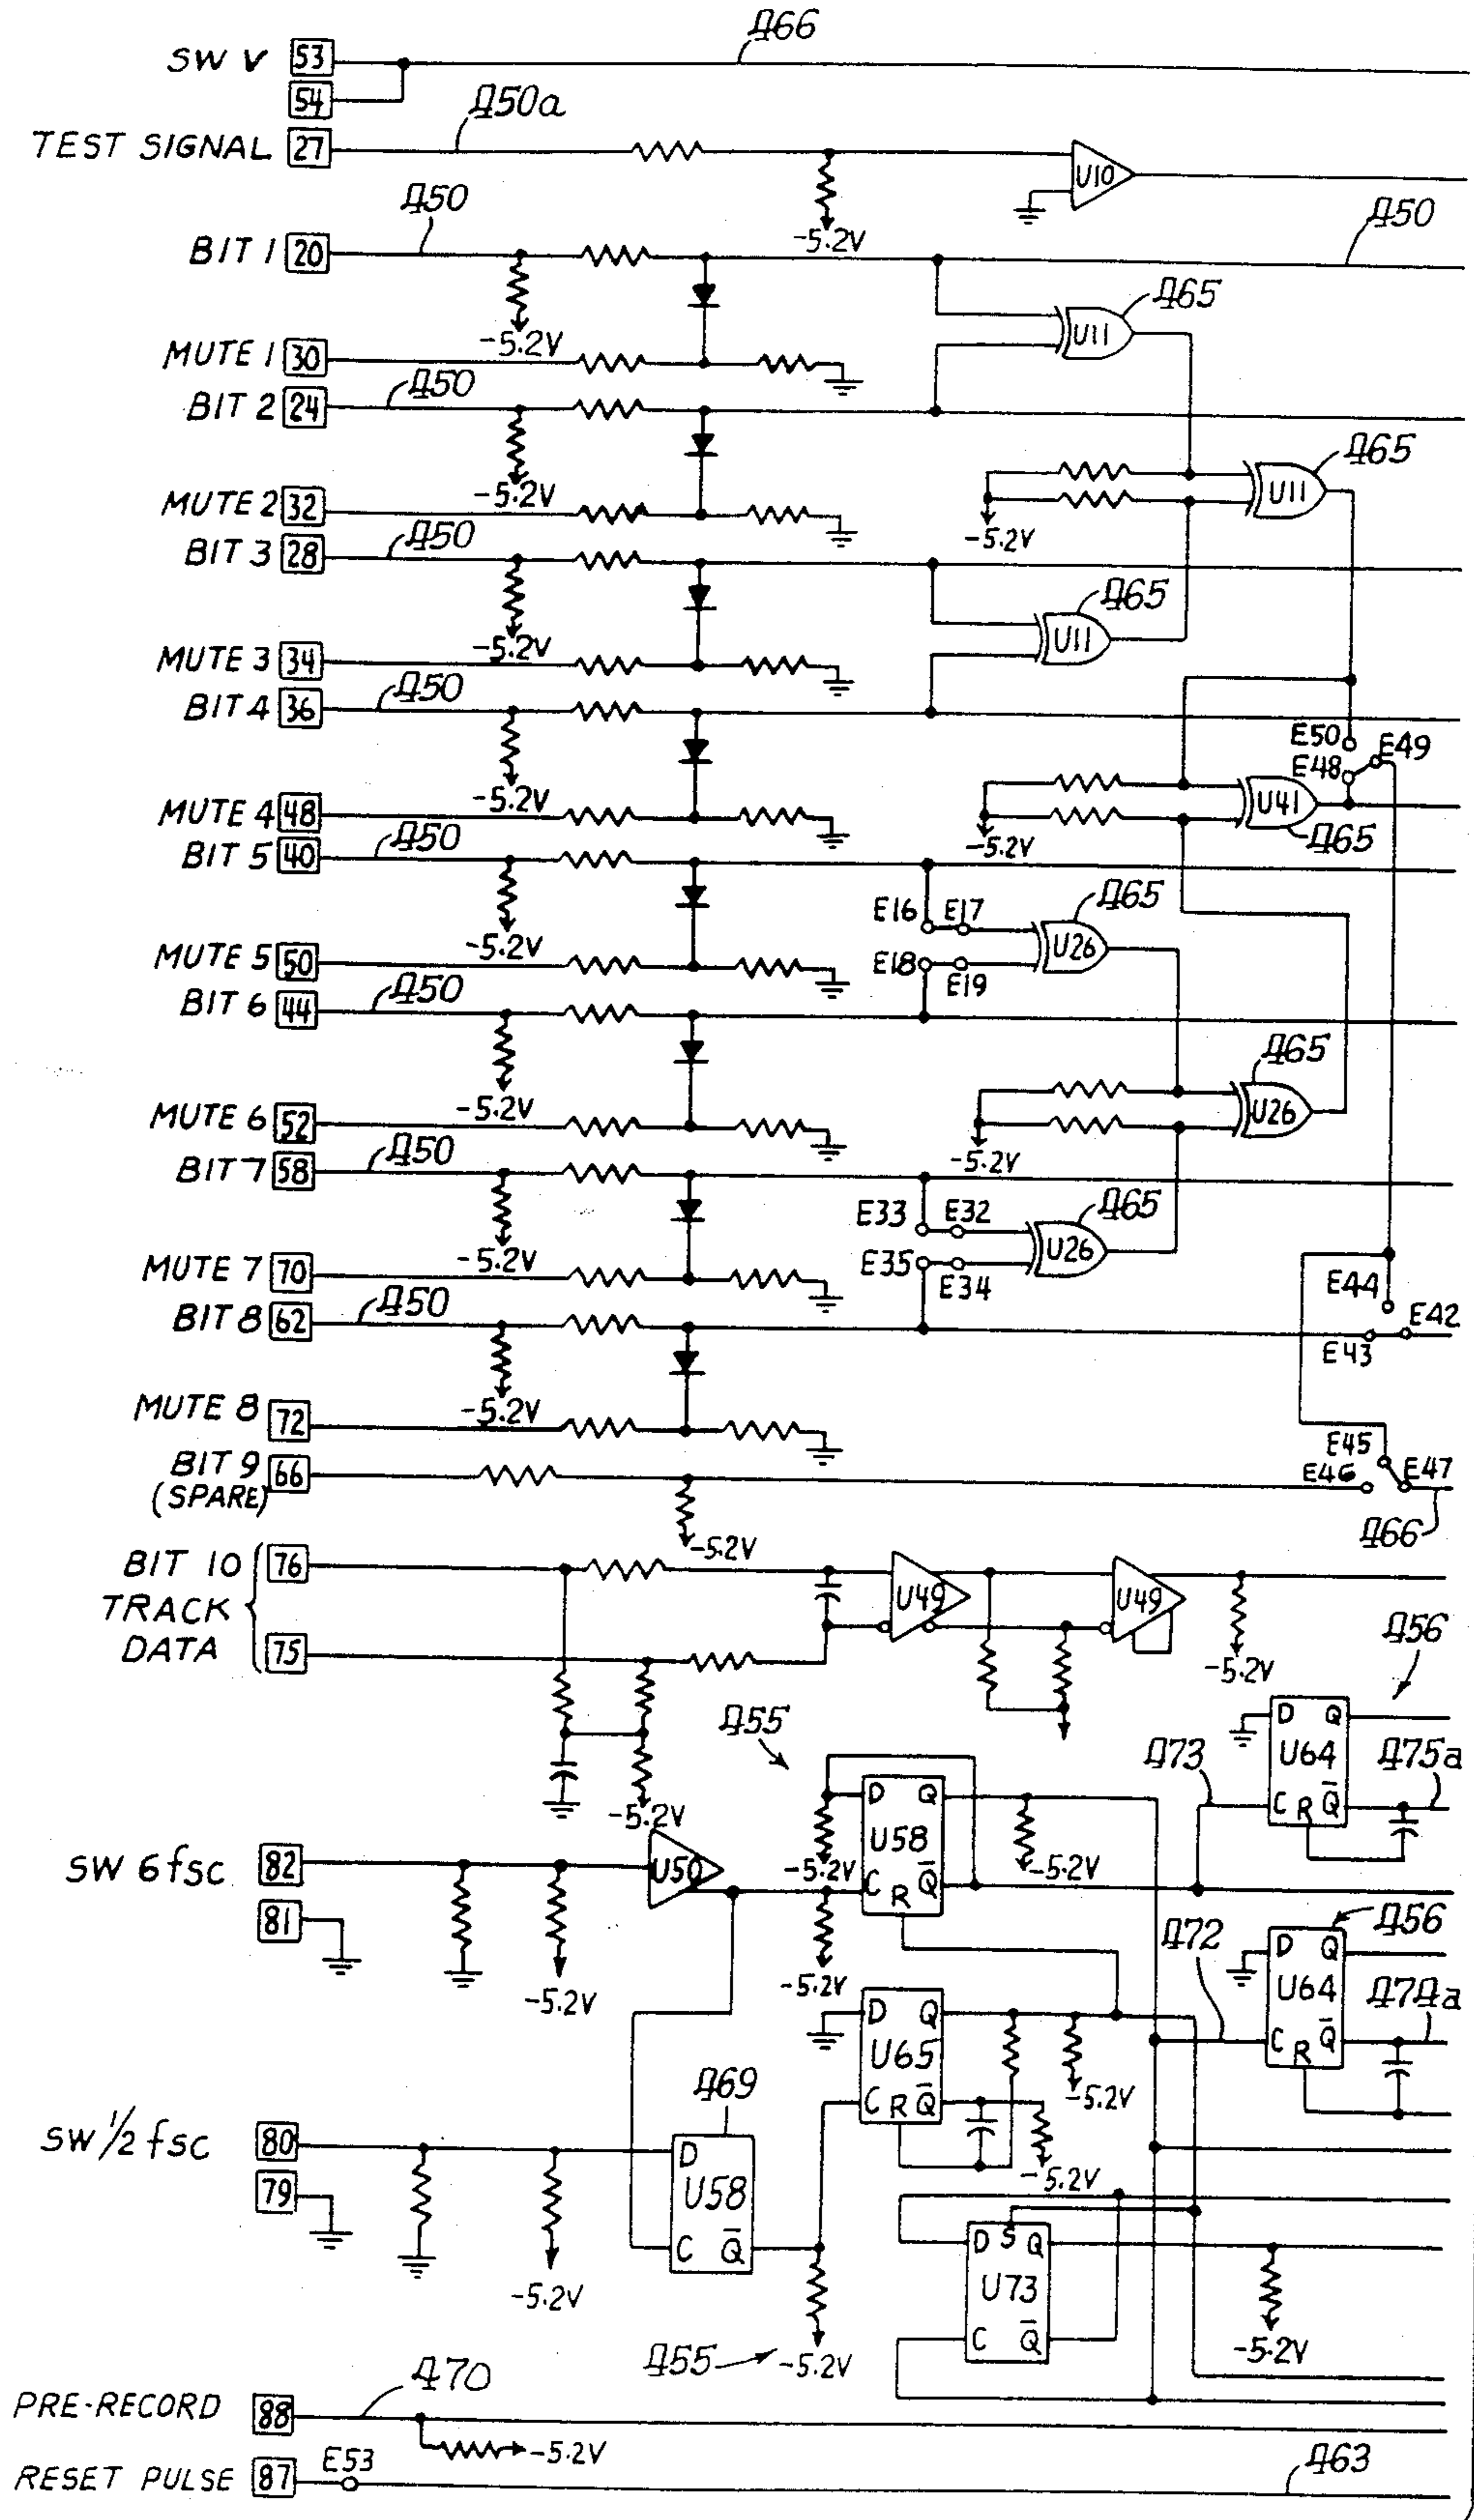 SW V 53 466
54
TEST SIGNAL 27 450a U10
-5.2V
450 450
BIT 1 20
465
U11
-5.2V
MUTE 1 30
450
BIT 2 24
465
U11
-5.2V
MUTE 2 32
-5.2V
450
BIT 3 28
465
U11
-5.2V
MUTE 3 34
450
BIT 4 36
E50 E49
E48
U41
-5.2V
MUTE 4 48
-5.2V 465
450
BIT 5 40
E16 E17 465
U26
-5.2V
MUTE 5 50
E18 E19
450
BIT 6 44
465
U26
-5.2V
MUTE 6 52
-5.2V
450
BIT 7 58
E33 E32 465
U26
-5.2V
E35 E34
MUTE 7 70
E44
450
BIT 8 62
E42
E43
-5.2V
MUTE 8 72
E45
BIT 9 66
(SPARE)
E46 E47
466
-5.2V
BIT 10 76
TRACK
DATA 75
U49 U49
-5.2V
456
455
D Q
U64
C R Q̄
473 475a
-5.2V
D Q
U58
C R Q̄
-5.2V -5.2V
SW 6 fsc 82
U50
81
-5.2V
-5.2V
472 456
D Q
U64
C R Q̄
474a
D Q
U65
C R Q̄
-5.2V
-5.2V
469
SW 1/2 fsc 80
79
D
U58
C Q̄
-5.2V
D S Q
U73
C Q̄
-5.2V
455 -5.2V
470
PRE-RECORD 88
-5.2V
E53
RESET PULSE 87
463